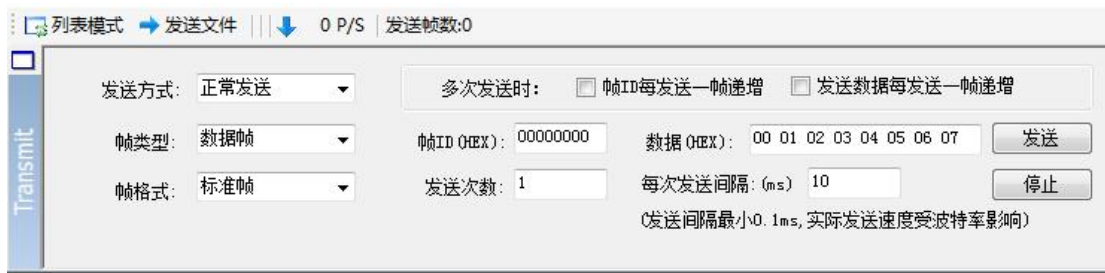 列表模式 发送文件 0 P/S 发送帧数:0
发送方式: 正常发送 多次发送时: 帧ID每发送一帧递增 发送数据每发送一帧递增
帧类型: 数据帧 帧ID(HEX): 00000000 数据(HEX): 00 01 02 03 04 05 06 07 发送
帧格式: 标准帧 发送次数: 1 每次发送间隔:(ms) 10 停止
(发送间隔最小0.1ms,实际发送速度受波特率影响)
Transmit